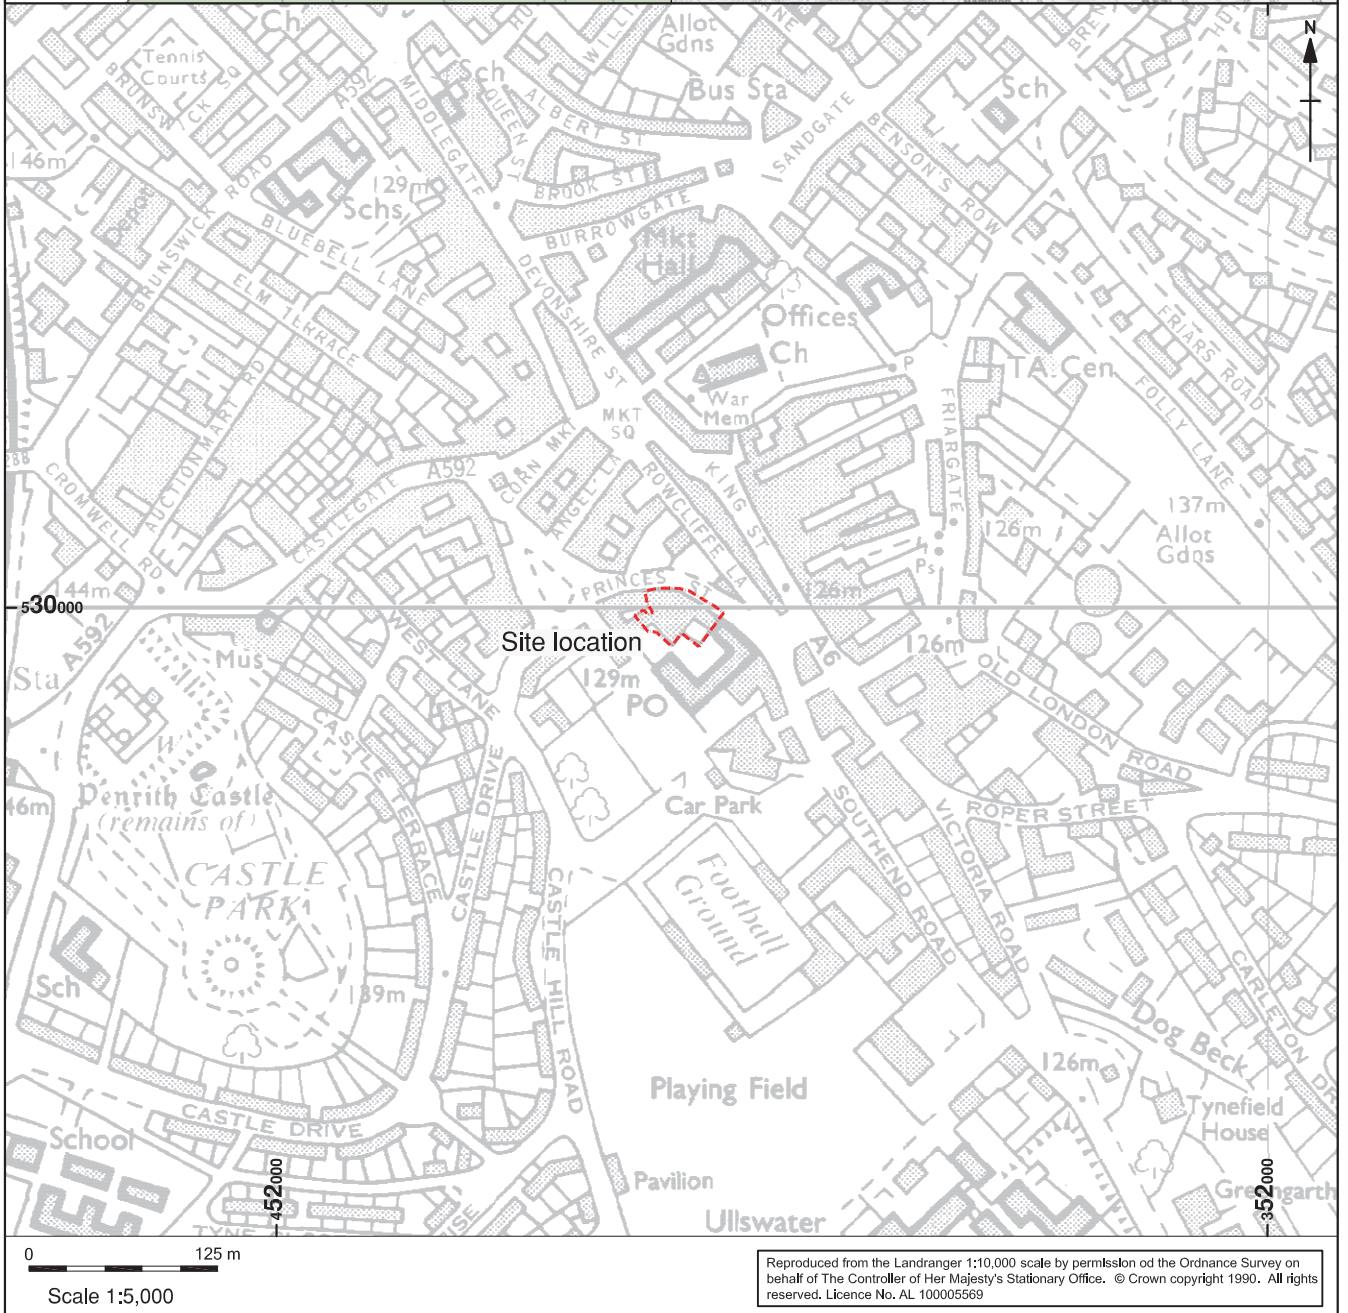 Ch
Allot
Gdns
N
Tennis
Courts
BRUNSWICK SQ
A592
MIDDLEGATE
Sch
QUEEN ST
ALBERT ST
Bus Sta
SANDGATE
Sch
BENSON'S ROW
146m
Depot
BRUNSWICK ROAD
Schs
129m
BROOK ST
BURROWGATE
BLUEBELL LANE
ELM TERRACE
DEVONSHIRE ST
Mkt
Hall
Offices
Ch
War
Mem
P
TA Cen
FRIARS ROAD
FOLLY LANE
FRIARGATE
MKT
SQ
CORN MKT
ANGEL LA
ROWCLIFFE LA
KING ST
A592
CASTLEGATE
AUCTION MART RD
CROMWELL RD
137m
Allot
Gdns
126m
Ps
144m
PRINCES ST
126m
530000
Site location
A592
WEST LANE
Mus
Sta
129m
PO
A6
126m
OLD LONDON ROAD
CASTLE TERRACE
CASTLE DRIVE
Penrith Castle
(remains of)
46m
Car Park
SOUTHEND ROAD
VICTORIA ROAD
ROPER STREET
CASTLE
PARK
Football
Ground
CASTLE HILL ROAD
CARLETON DR
Sch
139m
Dog Beck
126m
Playing Field
Tynefield
House
CASTLE DRIVE
School
Pavilion
Greengarth
Ullswater
452000
352000
0 125 m
Scale 1:5,000
Reproduced from the Landranger 1:10,000 scale by permission od the Ordnance Survey on
behalf of The Controller of Her Majesty's Stationary Office. © Crown copyright 1990. All rights
reserved. Licence No. AL 100005569